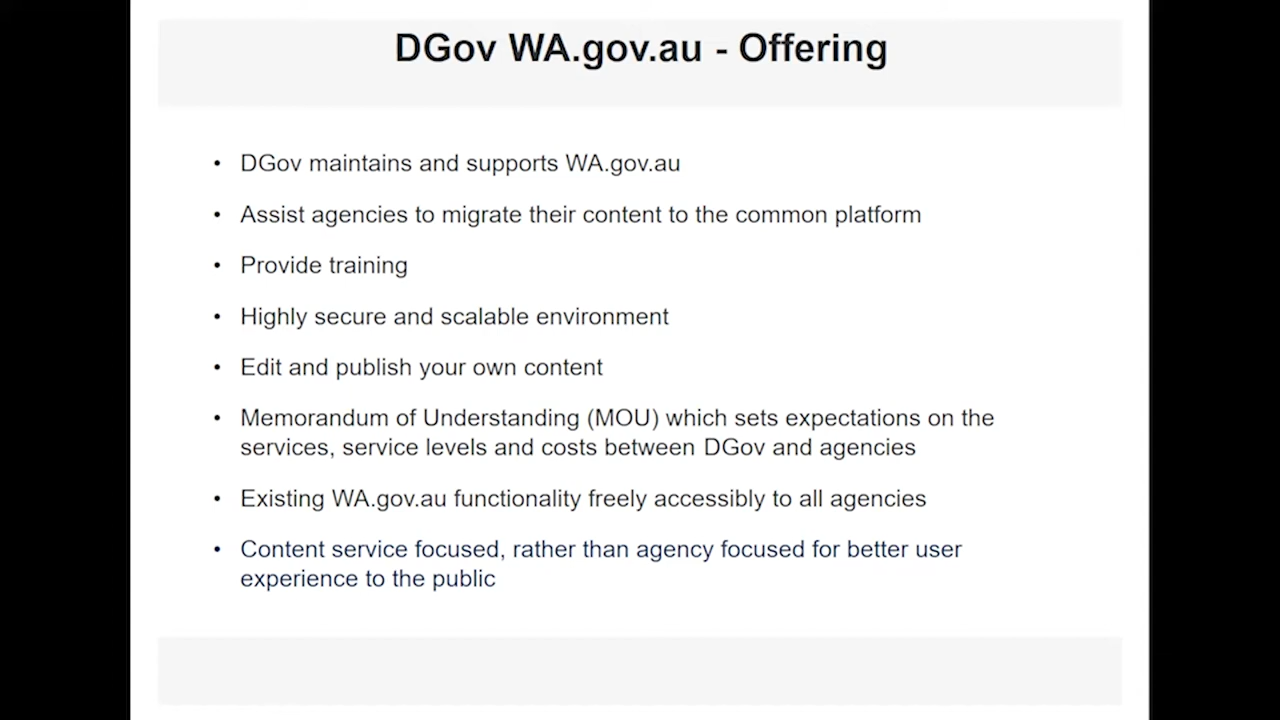 DGov WA.gov.au - Offering
• DGov maintains and supports WA.gov.au
• Assist agencies to migrate their content to the common platform
• Provide training
• Highly secure and scalable environment
• Edit and publish your own content
• Memorandum of Understanding (MOU) which sets expectations on the
services, service levels and costs between DGov and agencies
• Existing WA.gov.au functionality freely accessibly to all agencies
• Content service focused, rather than agency focused for better user
experience to the public